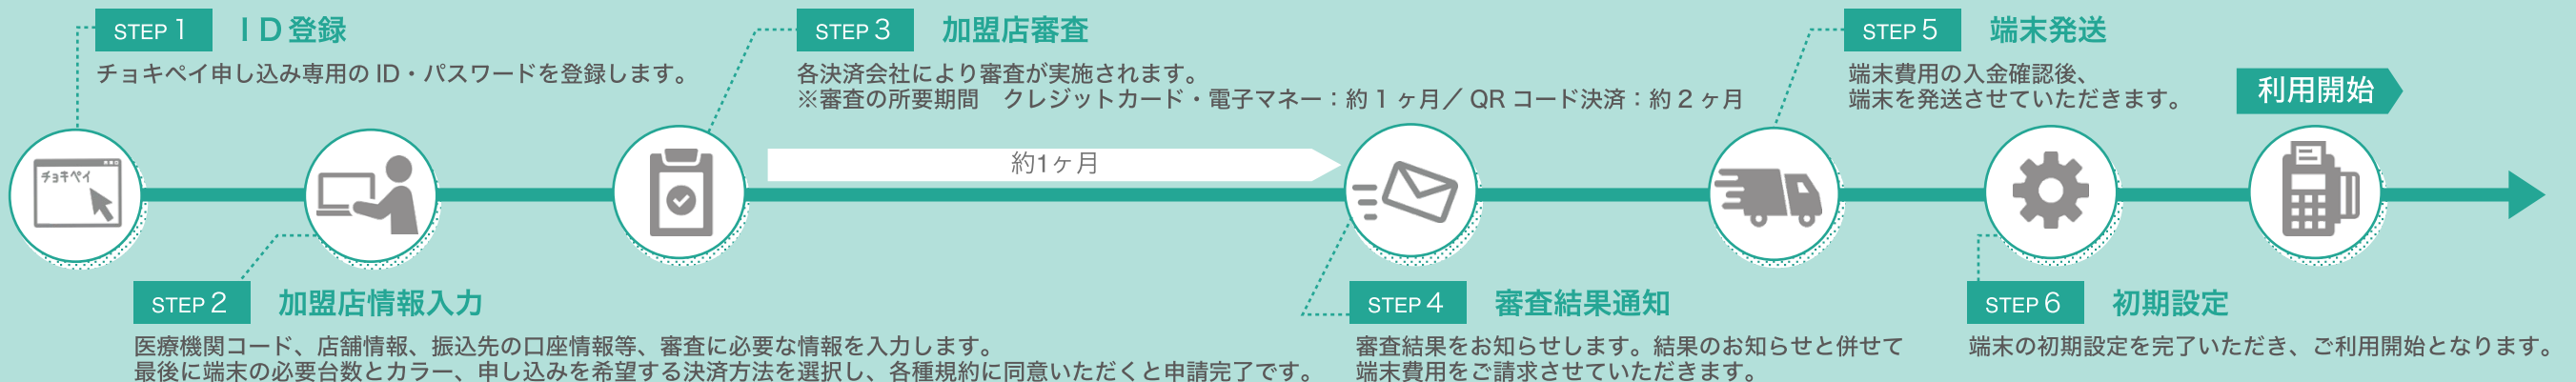 STEP 1 ID登録
チョキペイ申し込み専用の ID・パスワードを登録します。
チョキペイ
STEP 2 加盟店情報入力
医療機関コード、店舗情報、振込先の口座情報等、審査に必要な情報を入力します。
最後に端末の必要台数とカラー、申し込みを希望する決済方法を選択し、各種規約に同意いただくと申請完了です。
STEP 3 加盟店審査
各決済会社により審査が実施されます。
※審査の所要期間　クレジットカード・電子マネー：約 1 ヶ月／ QR コード決済：約 2 ヶ月
約1ヶ月
STEP 4 審査結果通知
審査結果をお知らせします。結果のお知らせと併せて
端末費用をご請求させていただきます。
STEP 5 端末発送
端末費用の入金確認後、
端末を発送させていただきます。
STEP 6 初期設定
端末の初期設定を完了いただき、ご利用開始となります。
利用開始